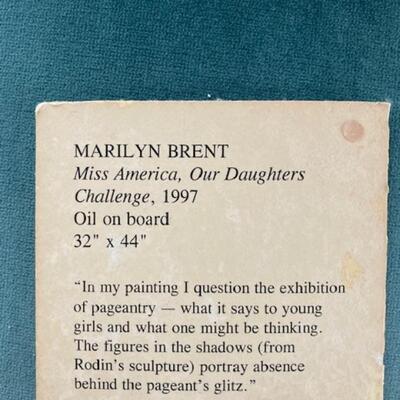 MARILYN BRENT
Miss America, Our Daughters
Challenge, 1997
Oil on board
32" x 44"
“In my painting I question the exhibition
of pageantry — what it says to young
girls and what one might be thinking.
The figures in the shadows (from
Rodin’s sculpture) portray absence
behind the pageant’s glitz.”